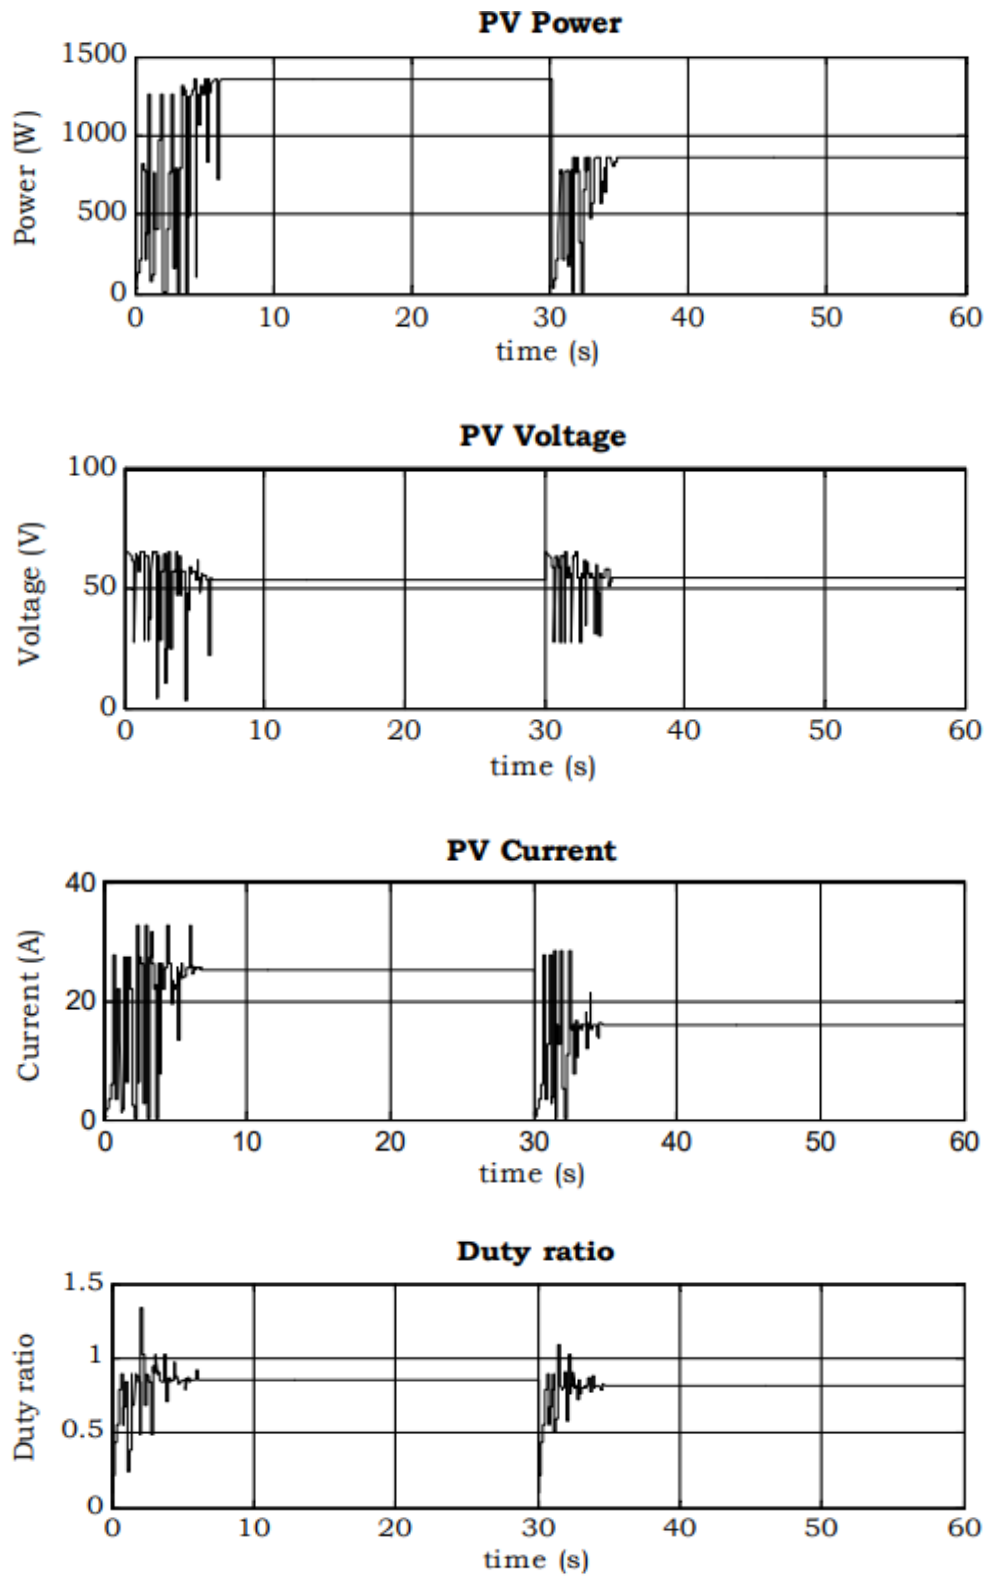 PV Power
1500
1000
500
0
Power (W)
0 10 20 30 40 50 60
time (s)
PV Voltage
100
50
0
Voltage (V)
0 10 20 30 40 50 60
time (s)
PV Current
40
20
0
Current (A)
0 10 20 30 40 50 60
time (s)
Duty ratio
1.5
1
0.5
0
Duty ratio
0 10 20 30 40 50 60
time (s)